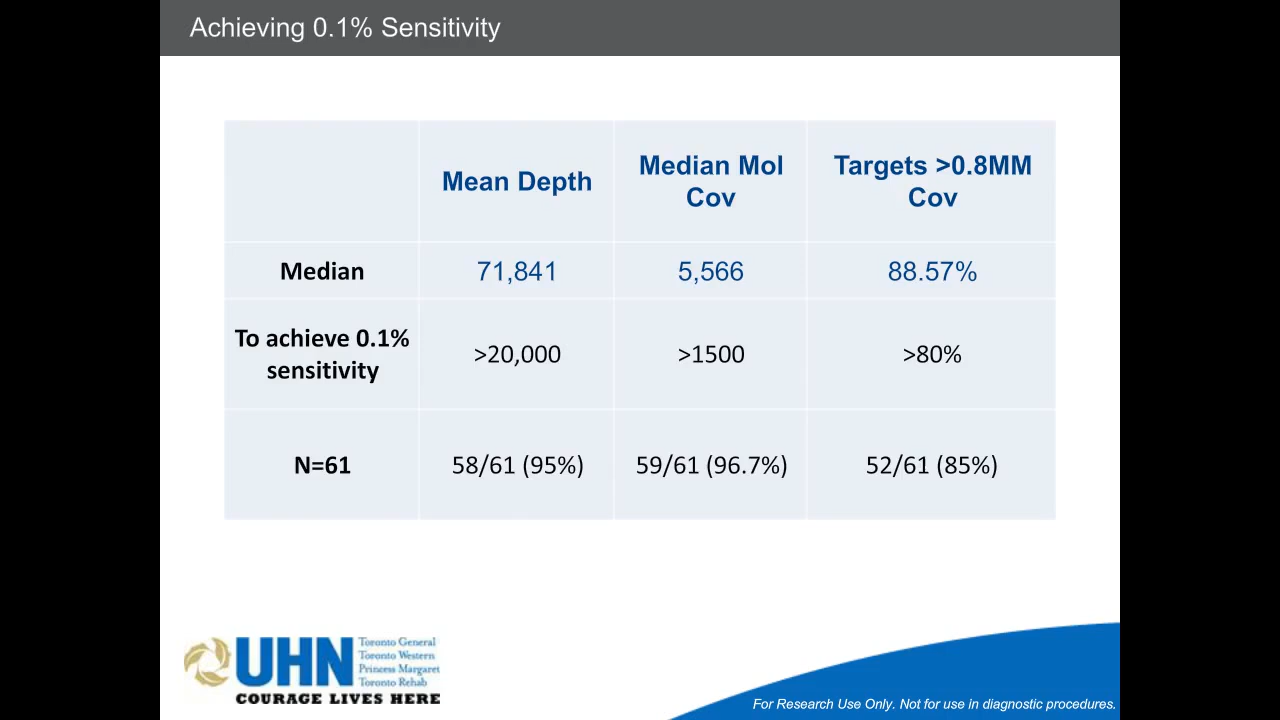 Achieving 0.1% Sensitivity
Mean Depth
Median Mol
Cov
Targets >0.8MM
Cov
Median
71,841
5,566
88.57%
To achieve 0.1%
sensitivity
>20,000
>1500
>80%
N=61
58/61 (95%)
59/61 (96.7%)
52/61 (85%)
UHN
Toronto General
Toronto Western
Princess Margaret
Toronto Rehab
COURAGE LIVES HERE
For Research Use Only. Not for use in diagnostic procedures.